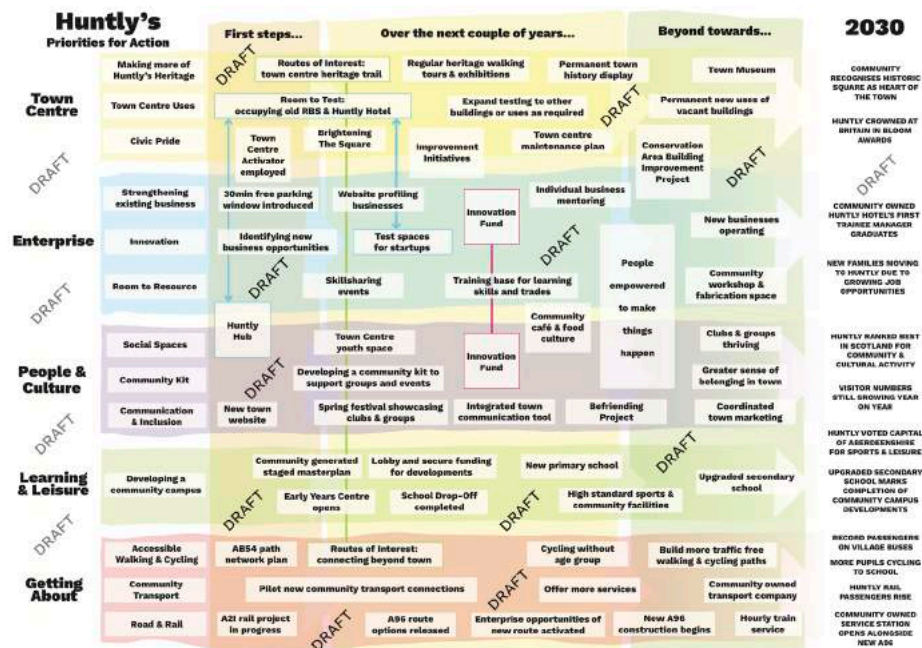 Huntly's
Priorities for Action
First steps...
Over the next couple of years...
Beyond towards...
2030
DRAFT
Making more of
Huntly's Heritage
Routes of Interest:
town centre heritage trail
Regular heritage walking
tours & exhibitions
Permanent town
history display
Town Museum
COMMUNITY
RECOGNISES HISTORIC
SQUARE AS HEART OF
THE TOWN
Town
Centre
Town Centre Uses
Room to Test:
occupying old RBS & Huntly Hotel
Expand testing to other
buildings or uses as required
DRAFT
Permanent new uses of
vacant buildings
HUNTLY CROWNED AT
BRITAIN IN BLOOM
AWARDS
Civic Pride
Town
Centre
Activator
employed
Brightening
The Square
Improvement
Initiatives
Town centre
maintenance plan
Conservation
Area Building
Improvement
Project
DRAFT
DRAFT
DRAFT
Strengthening
existing business
30min free parking
window introduced
Website profiling
businesses
Innovation
Fund
Individual business
mentoring
New businesses
operating
COMMUNITY OWNED
HUNTLY HOTEL'S FIRST
TRAINEE MANAGER
GRADUATES
Enterprise
Innovation
Identifying new
business opportunities
Test spaces
for startups
DRAFT
People
empowered
to make
things
happen
NEW FAMILIES MOVING
TO HUNTLY DUE TO
GROWING JOB
OPPORTUNITIES
DRAFT
Room to Resource
DRAFT
Skillsharing
events
Training base for learning
skills and trades
Community
workshop &
fabrication space
Social Spaces
Huntly
Hub
Town Centre
youth space
Innovation
Fund
Community
café & food
culture
Clubs & groups
thriving
HUNTLY RANKED BEST
IN SCOTLAND FOR
COMMUNITY &
CULTURAL ACTIVITY
People &
Culture
Community Kit
DRAFT
Developing a community kit to
support groups and events
Greater sense of
belonging in town
VISITOR NUMBERS
STILL GROWING YEAR
ON YEAR
Communication
& Inclusion
New town
website
Spring festival showcasing
clubs & groups
Integrated town
communication tool
Befriending
Project
Coordinated
town marketing
DRAFT
HUNTLY VOTED CAPITAL
OF ABERDEENSHIRE
FOR SPORTS & LEISURE
Learning
& Leisure
Developing a
community campus
Community generated
staged masterplan
Lobby and secure funding
for developments
New primary school
DRAFT
Upgraded secondary
school
UPGRADED SECONDARY
SCHOOL MARKS
COMPLETION OF
COMMUNITY CAMPUS
DEVELOPMENTS
DRAFT
Early Years Centre
opens
School Drop-Off
completed
DRAFT
High standard sports &
community facilities
DRAFT
Accessible
Walking & Cycling
AB54 path
network plan
Routes of Interest:
connecting beyond town
Cycling without
age group
Build more traffic free
walking & cycling paths
RECORD PASSENGERS
ON VILLAGE BUSES
MORE PUPILS CYCLING
TO SCHOOL
Getting
About
Community
Transport
Pilot new community transport connections
DRAFT
Offer more services
Community owned
transport company
HUNTLY RAIL
PASSENGERS RISE
Road & Rail
A2I rail project
in progress
DRAFT
A96 route
options released
Enterprise opportunities of
new route activated
New A96
construction begins
DRAFT
Hourly train
service
COMMUNITY OWNED
SERVICE STATION
OPENS ALONGSIDE
NEW A96